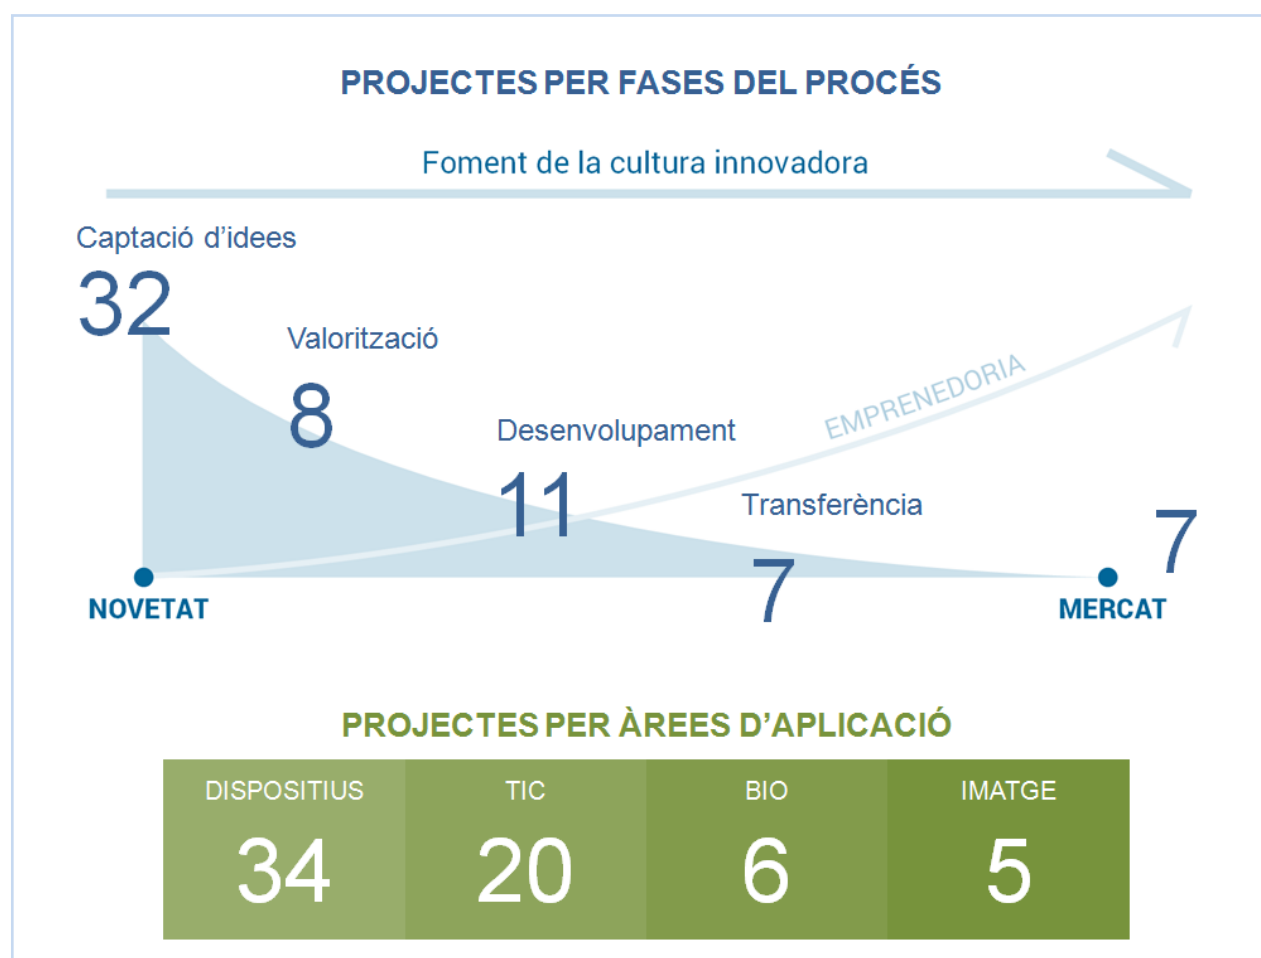 PROJECTES PER FASES DEL PROCÉS
Foment de la cultura innovadora
Captació d'idees
32
Valorització
8
Desenvolupament
11
EMPRENEDORIA
Transferència
7
7
NOVETAT
MERCAT
PROJECTES PER ÀREES D'APLICACIÓ
DISPOSITIUS TIC BIO IMATGE
34 20 6 5